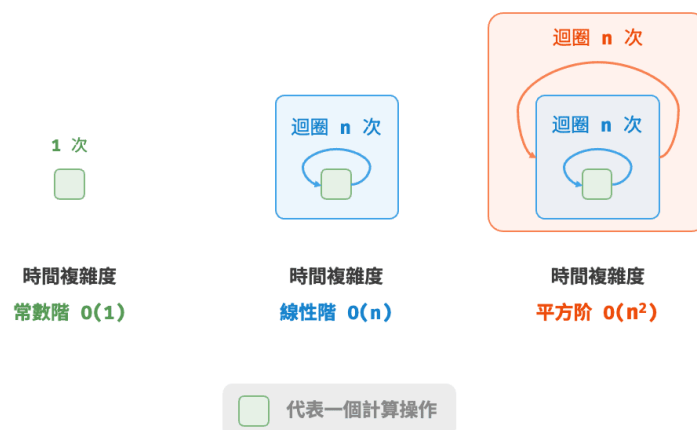 1 次
時間複雜度
常數階 O(1)
迴圈 n 次
時間複雜度
線性階 O(n)
迴圈 n 次
迴圈 n 次
時間複雜度
平方阶 O(n²)
代表一個計算操作